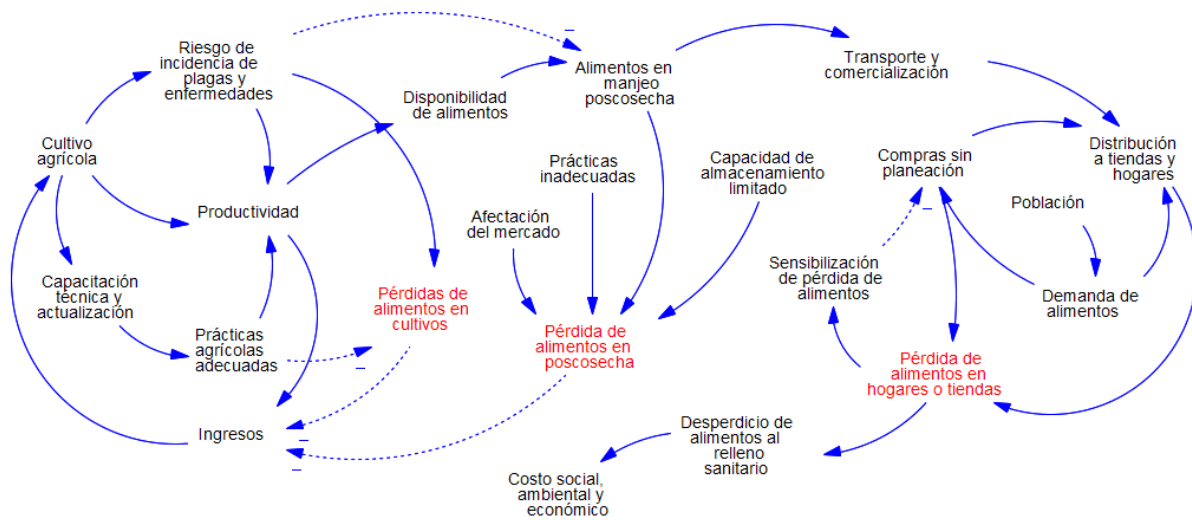 Riesgo de
incidencia de
plagas y
enfermedades
–
Alimentos en
manjeo
poscosecha
Transporte y
comercialización
Disponibilidad
de alimentos
Cultivo
agrícola
Prácticas
inadecuadas
Capacidad de
almacenamiento
limitado
Compras sin
planeación
–
Distribución
a tiendas y
hogares
Productividad
Afectación
del mercado
Población
Capacitación
técnica y
actualización
Pérdidas de
alimentos en
cultivos
Sensibilización
de pérdida de
alimentos
Demanda de
alimentos
Prácticas
agrícolas
adecuadas
–
Pérdida de
alimentos en
poscosecha
Pérdida de
alimentos en
hogares o tiendas
Ingresos
–
–
Desperdicio de
alimentos al
relleno
sanitario
Costo social,
ambiental y
económico